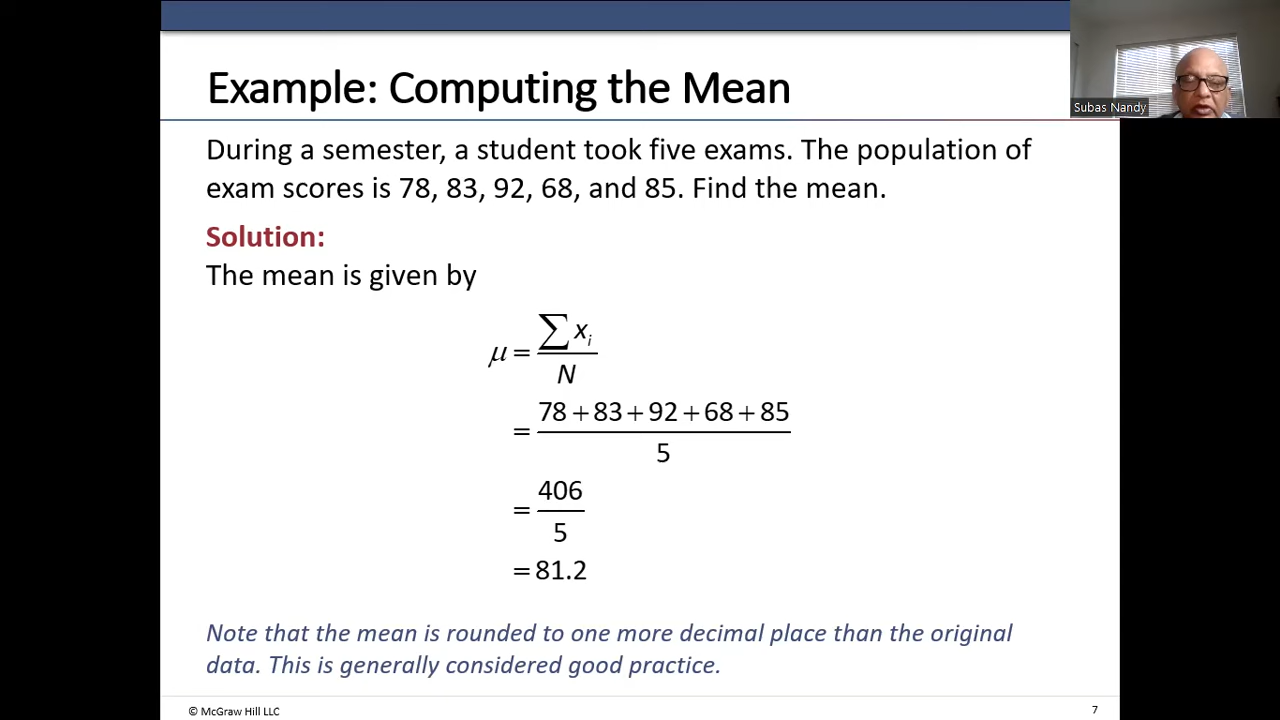 Example: Computing the Mean
Subas Nandy
During a semester, a student took five exams. The population of
exam scores is 78, 83, 92, 68, and 85. Find the mean.
Solution:
The mean is given by
μ = ∑ xᵢ / N
= 78 + 83 + 92 + 68 + 85 / 5
= 406 / 5
= 81.2
Note that the mean is rounded to one more decimal place than the original
data. This is generally considered good practice.
© McGraw Hill LLC
7